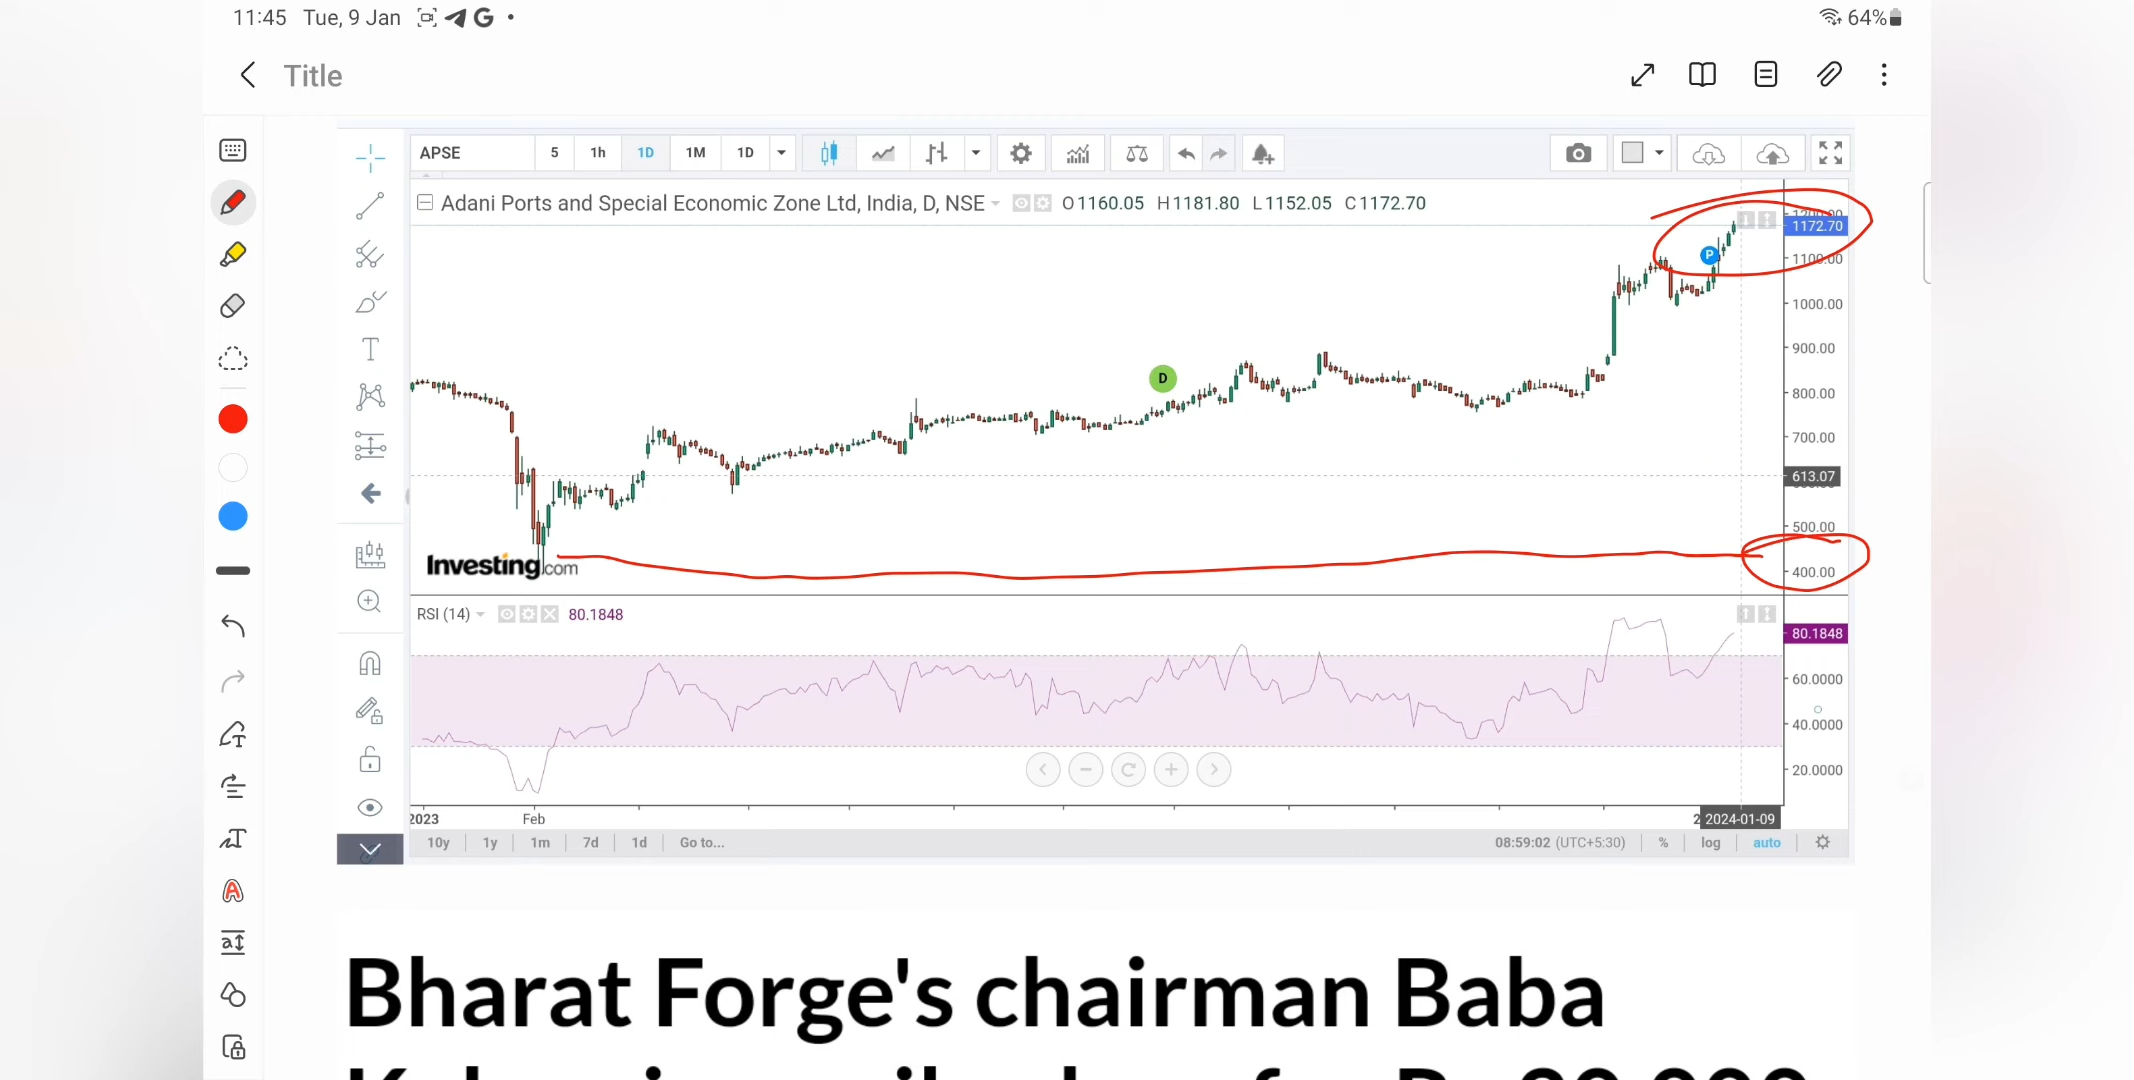 11:45 Tue, 9 Jan
64%
Title
APSE 5 1h 1D 1M 1D
Adani Ports and Special Economic Zone Ltd, India, D, NSE O1160.05 H1181.80 L1152.05 C1172.70
1172.70
P
1100.00
1000.00
900.00
D
800.00
700.00
613.07
500.00
Investing.com
400.00
RSI (14) 80.1848
80.1848
60.0000
40.0000
20.0000
2023 Feb 2024-01-09
10y 1y 1m 7d 1d Go to... 08:59:02 (UTC+5:30) % log auto
Bharat Forge's chairman Baba